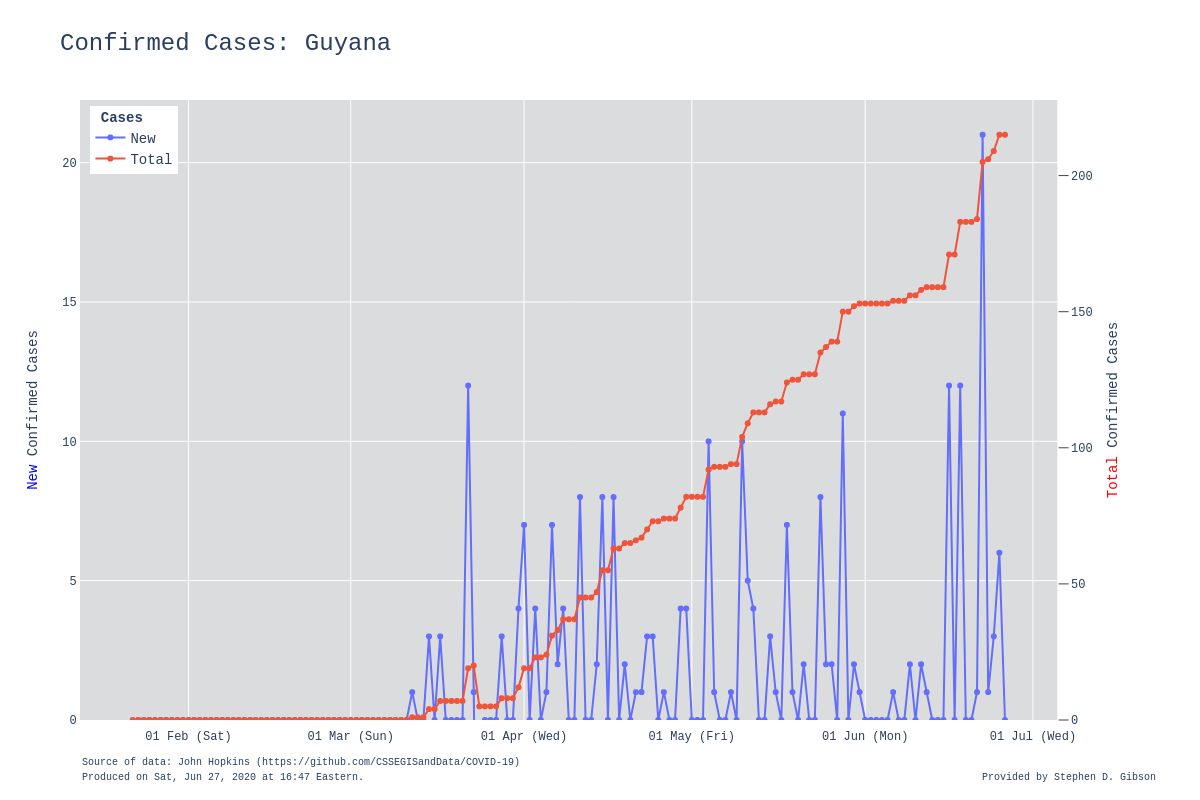 Confirmed Cases: Guyana
Cases
New
Total
20
15
10
5
0
200
150
100
50
0
New Confirmed Cases
Total Confirmed Cases
01 Feb (Sat)
01 Mar (Sun)
01 Apr (Wed)
01 May (Fri)
01 Jun (Mon)
01 Jul (Wed)
Source of data: John Hopkins (https://github.com/CSSEGISandData/COVID-19)
Produced on Sat, Jun 27, 2020 at 16:47 Eastern.
Provided by Stephen D. Gibson